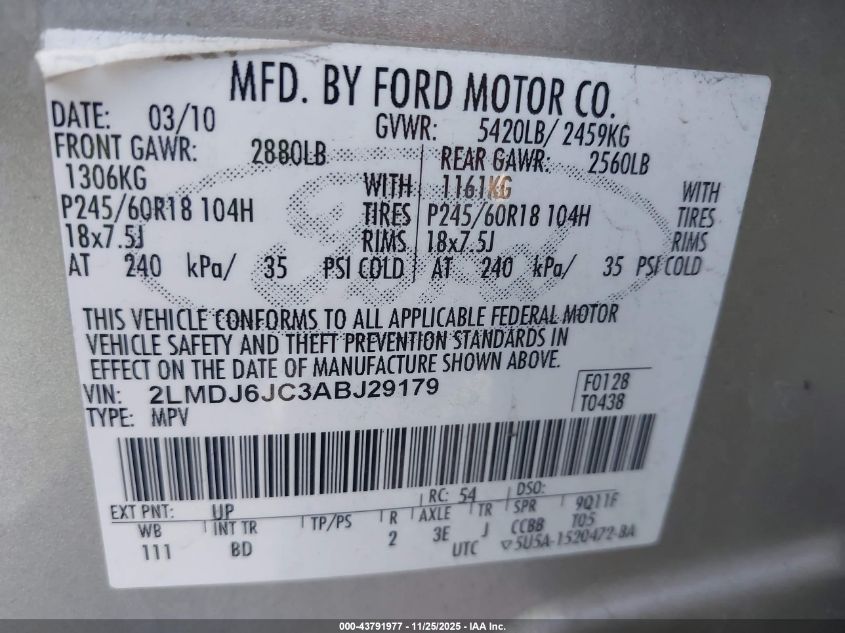 MFD. BY FORD MOTOR CO.
DATE: 03/10 GVWR: 5420LB/ 2459KG
FRONT GAWR: 2880LB REAR GAWR: 2560LB
1306KG WITH 1161KG WITH
P245/60R18 104H TIRES P245/60R18 104H TIRES
18x7.5J RIMS 18x7.5J RIMS
AT 240 kPa/ 35 PSI COLD AT 240 kPa/ 35 PSI COLD
THIS VEHICLE CONFORMS TO ALL APPLICABLE FEDERAL MOTOR
VEHICLE SAFETY AND THEFT PREVENTION STANDARDS IN
EFFECT ON THE DATE OF MANUFACTURE SHOWN ABOVE.
VIN: 2LMDJ6JC3ABJ29179 F0128
TYPE: MPV T0438
EXT PNT: UP RC: 54 DSO:
WB INT TR TP/PS R AXLE TR SPR 9Q11F
111 BD 2 3E J CCBB T05
UTC ▽5U5A-1520472-BA
000-43791977 - 11/25/2025 - IAA Inc.